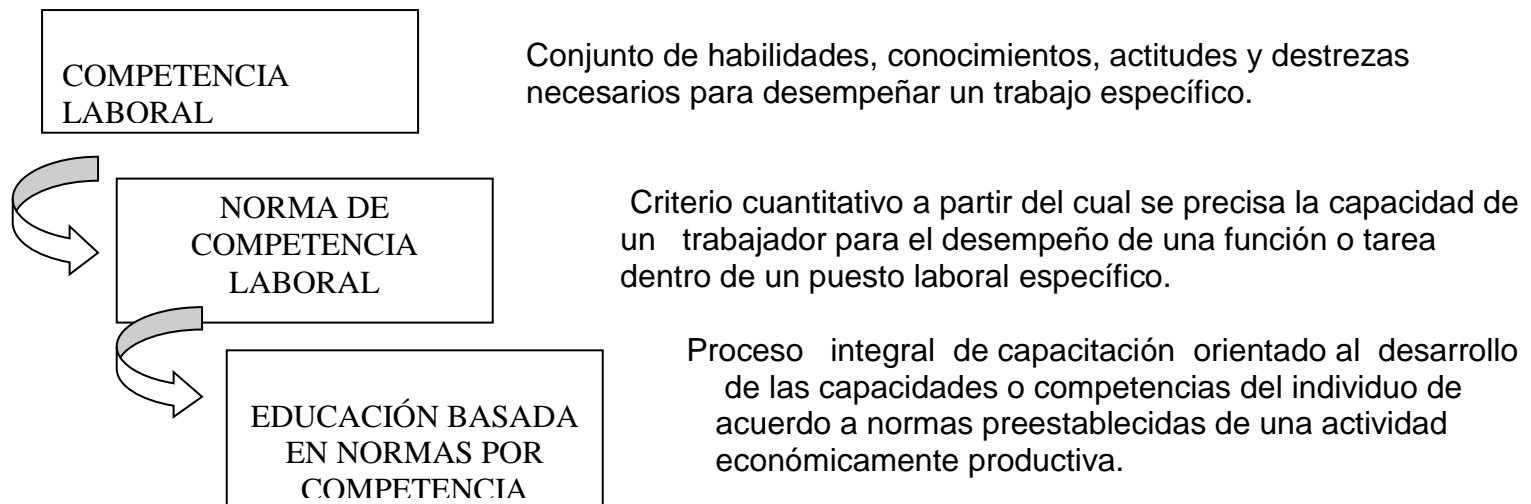 COMPETENCIA
LABORAL
Conjunto de habilidades, conocimientos, actitudes y destrezas
necesarios para desempeñar un trabajo específico.
NORMA DE
COMPETENCIA
LABORAL
Criterio cuantitativo a partir del cual se precisa la capacidad de
un trabajador para el desempeño de una función o tarea
dentro de un puesto laboral específico.
EDUCACIÓN BASADA
EN NORMAS POR
COMPETENCIA
Proceso integral de capacitación orientado al desarrollo
de las capacidades o competencias del individuo de
acuerdo a normas preestablecidas de una actividad
económicamente productiva.